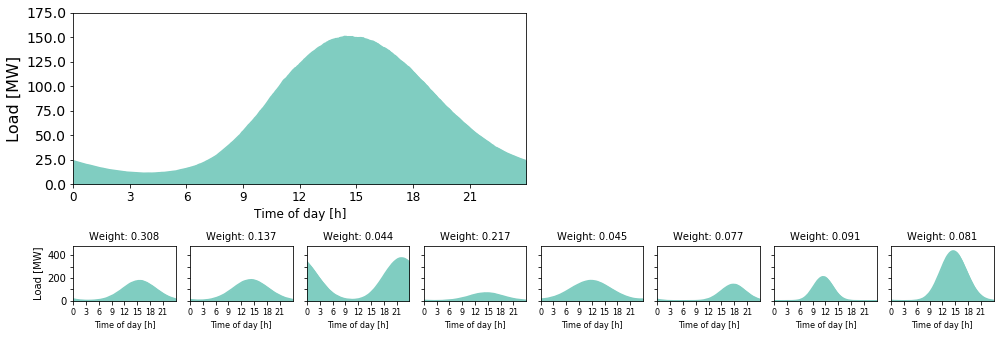 175.0
150.0
125.0
100.0
75.0
50.0
25.0
0.0
Load [MW]
0 3 6 9 12 15 18 21
Time of day [h]
Weight: 0.308 Weight: 0.137 Weight: 0.044 Weight: 0.217 Weight: 0.045 Weight: 0.077 Weight: 0.091 Weight: 0.081
400
200
0
Load [MW]
0 3 6 9 12 15 18 21 0 3 6 9 12 15 18 21 0 3 6 9 12 15 18 21 0 3 6 9 12 15 18 21 0 3 6 9 12 15 18 21 0 3 6 9 12 15 18 21 0 3 6 9 12 15 18 21 0 3 6 9 12 15 18 21
Time of day [h] Time of day [h] Time of day [h] Time of day [h] Time of day [h] Time of day [h] Time of day [h] Time of day [h]